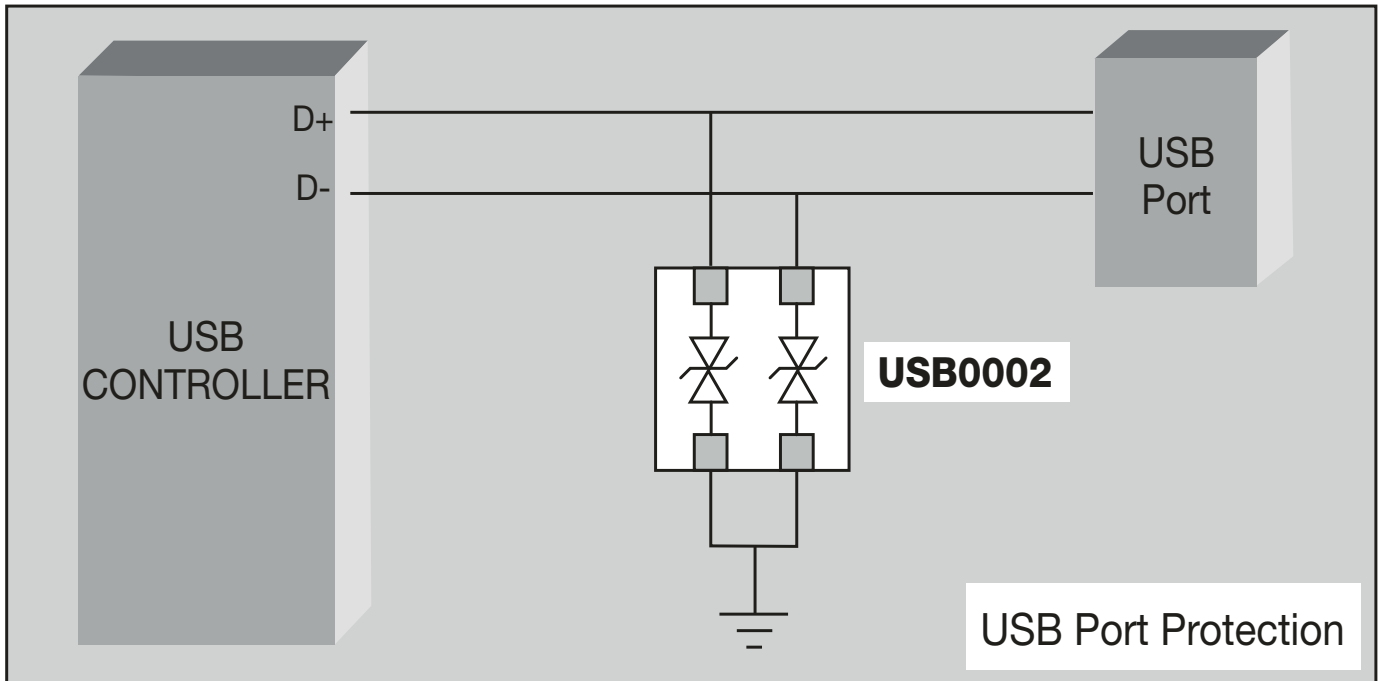 D+
D-
USB
Port
USB
CONTROLLER
USB0002
USB Port Protection